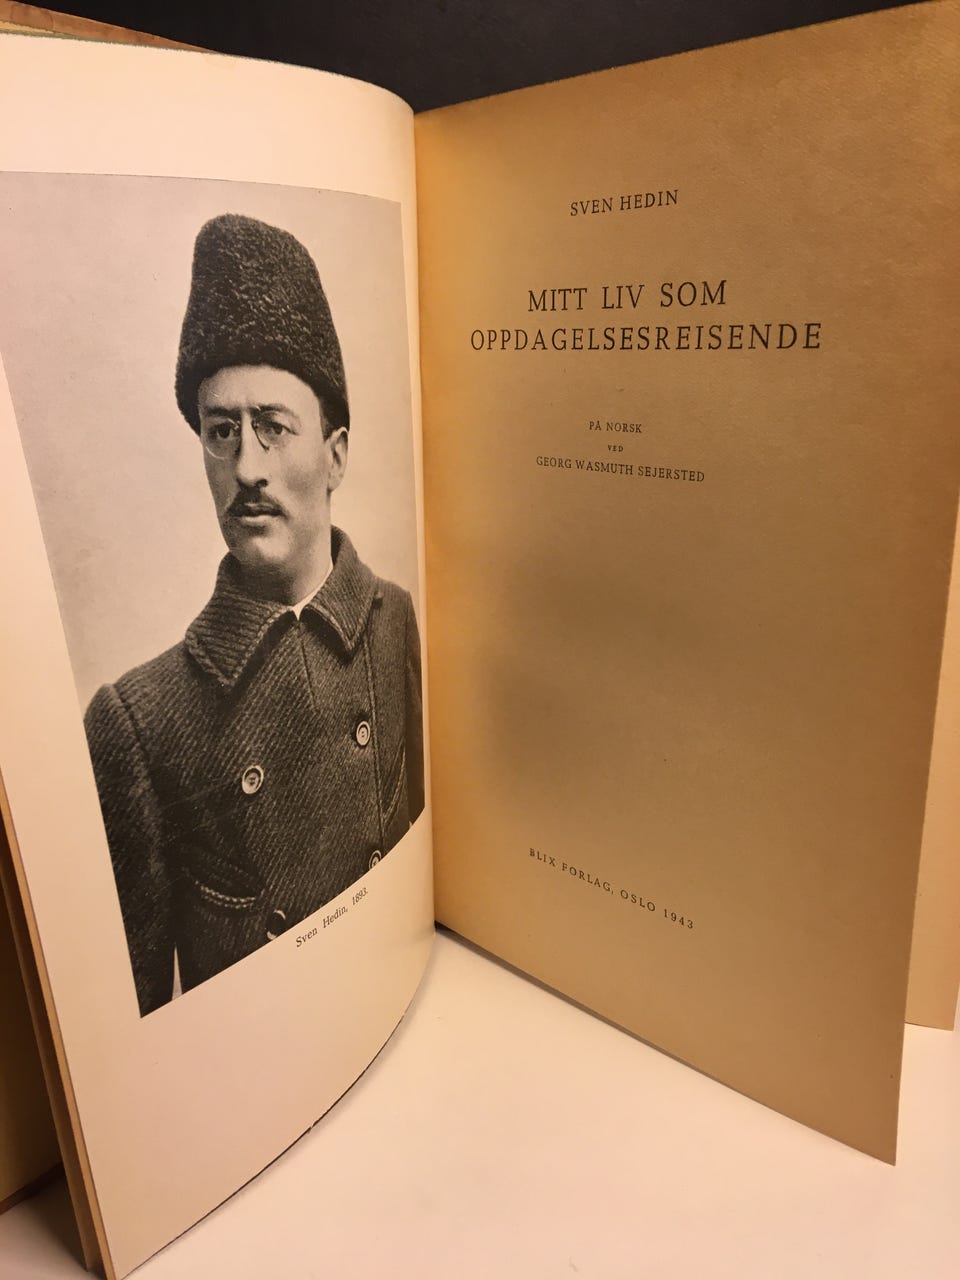 Sven Hedin, 1893.
SVEN HEDIN
MITT LIV SOM
OPPDAGELSESREISENDE
PÅ NORSK
VED
GEORG WASMUTH SEJERSTED
BLIX FORLAG, OSLO 1943